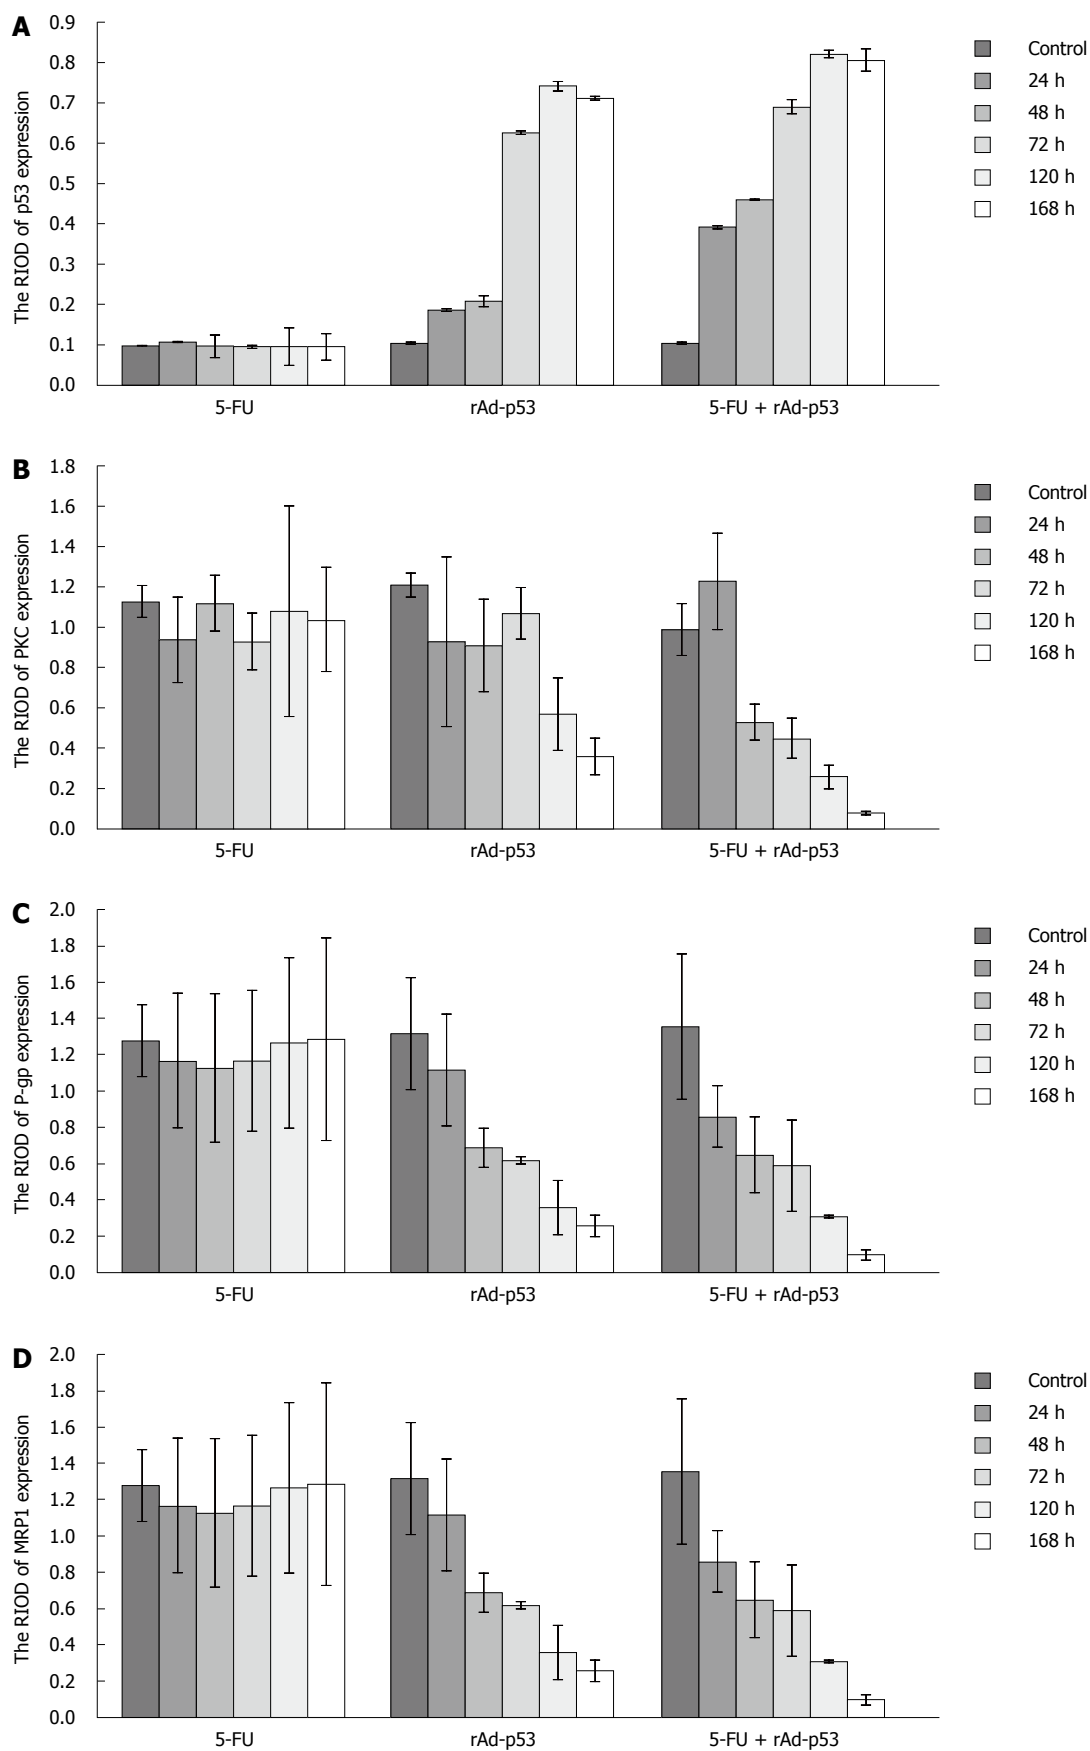 A
The RIOD of p53 expression
0.9
0.8
0.7
0.6
0.5
0.4
0.3
0.2
0.1
0.0
5-FU
rAd-p53
5-FU + rAd-p53
Control
24 h
48 h
72 h
120 h
168 h
B
The RIOD of PKC expression
1.8
1.6
1.4
1.2
1.0
0.8
0.6
0.4
0.2
0.0
5-FU
rAd-p53
5-FU + rAd-p53
Control
24 h
48 h
72 h
120 h
168 h
C
The RIOD of P-gp expression
2.0
1.8
1.6
1.4
1.2
1.0
0.8
0.6
0.4
0.2
0.0
5-FU
rAd-p53
5-FU + rAd-p53
Control
24 h
48 h
72 h
120 h
168 h
D
The RIOD of MRP1 expression
2.0
1.8
1.6
1.4
1.2
1.0
0.8
0.6
0.4
0.2
0.0
5-FU
rAd-p53
5-FU + rAd-p53
Control
24 h
48 h
72 h
120 h
168 h